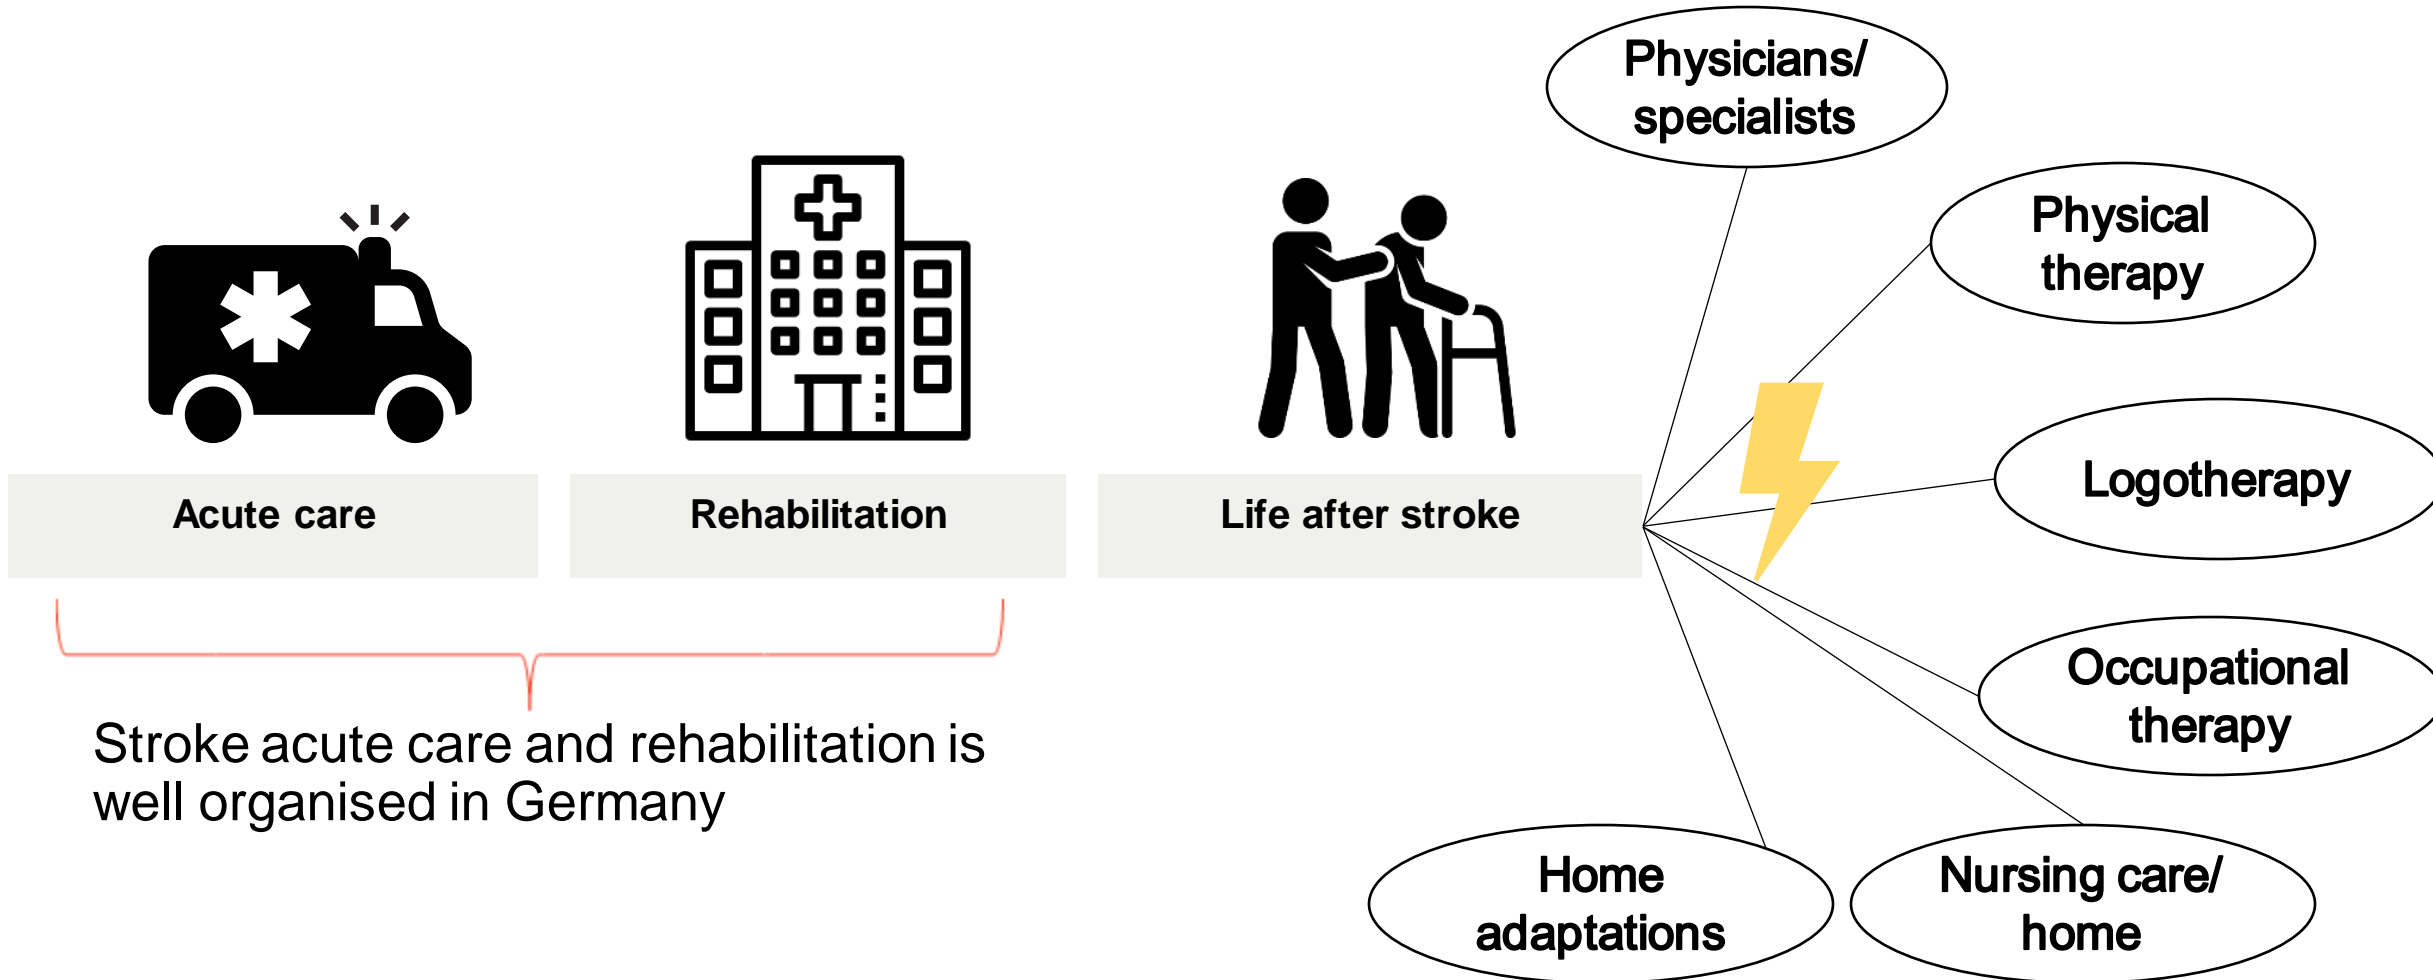 Physicians/
specialists
Physical
therapy
Logotherapy
Acute care
Rehabilitation
Life after stroke
Occupational
therapy
Stroke acute care and rehabilitation is
well organised in Germany
Home
adaptations
Nursing care/
home